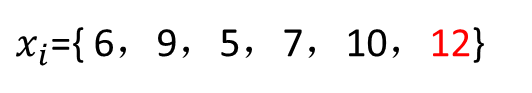 xᵢ={ 6， 9， 5， 7， 10， 12}